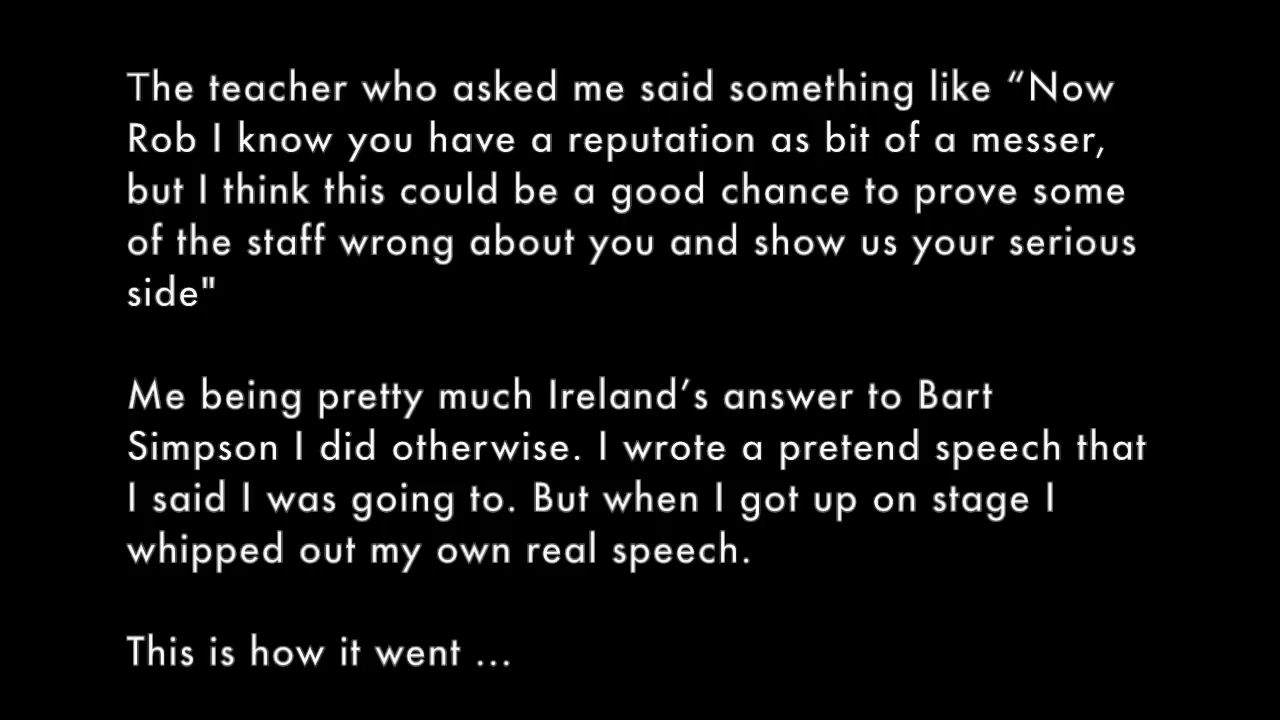 The teacher who asked me said something like “Now
Rob I know you have a reputation as bit of a messer,
but I think this could be a good chance to prove some
of the staff wrong about you and show us your serious
side"
Me being pretty much Ireland’s answer to Bart
Simpson I did otherwise. I wrote a pretend speech that
I said I was going to. But when I got up on stage I
whipped out my own real speech.
This is how it went ...